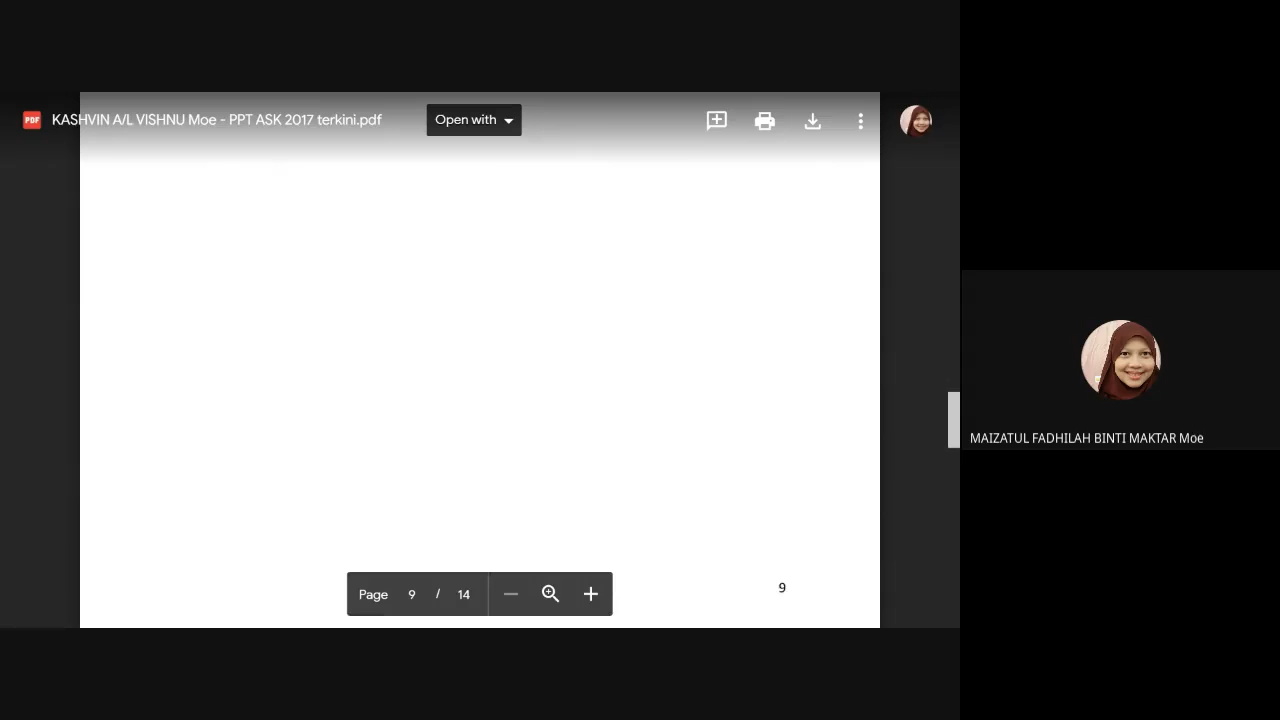 PDF KASHVIN A/L VISHNU Moe - PPT ASK 2017 terkini.pdf
Open with
MAIZATUL FADHILAH BINTI MAKTAR Moe
9
Page 9 / 14